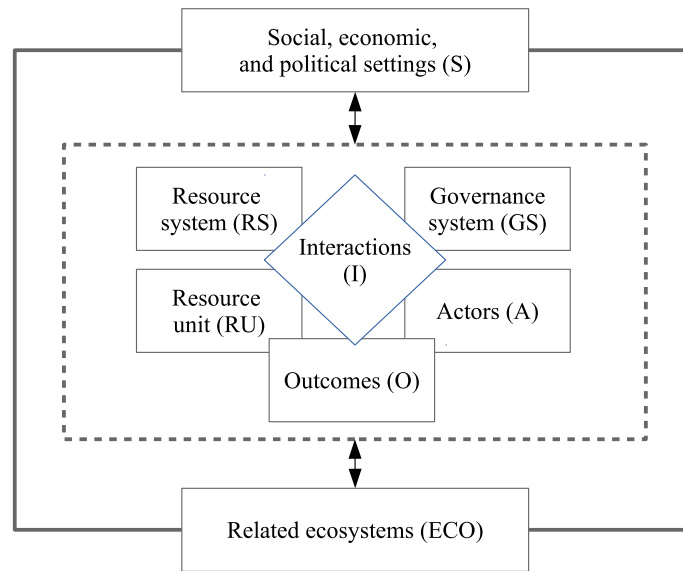 Social, economic,
and political settings (S)
Resource
system (RS)
Governance
system (GS)
Interactions
(I)
Resource
unit (RU)
Actors (A)
Outcomes (O)
Related ecosystems (ECO)